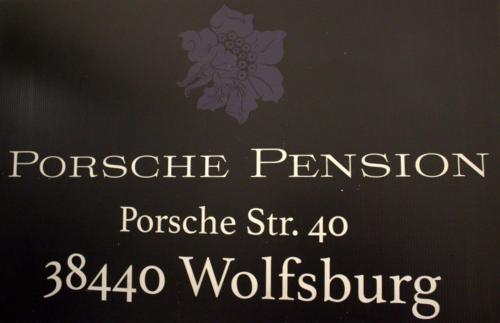 PORSCHE PENSION
Porsche Str. 40
38440 Wolfsburg